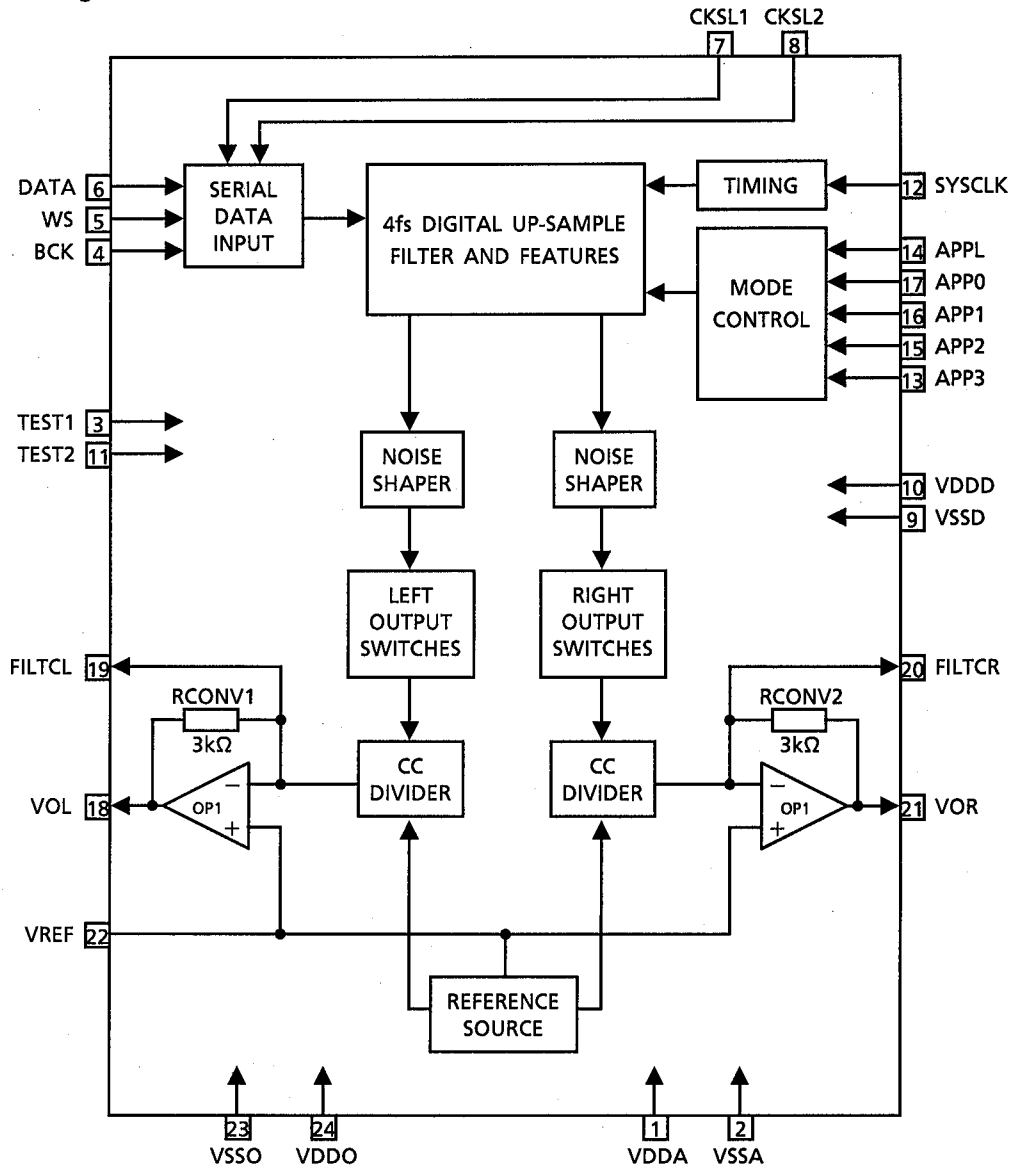 CKSL1 CKSL2
7 8
DATA 6
WS 5
BCK 4
SERIAL
DATA
INPUT
4fs DIGITAL UP-SAMPLE
FILTER AND FEATURES
TIMING
12 SYSCLK
MODE
CONTROL
14 APPL
17 APP0
16 APP1
15 APP2
13 APP3
TEST1 3
TEST2 11
NOISE
SHAPER
NOISE
SHAPER
10 VDDD
9 VSSD
LEFT
OUTPUT
SWITCHES
RIGHT
OUTPUT
SWITCHES
FILTCL 19
20 FILTCR
RCONV1
3kΩ
RCONV2
3kΩ
CC
DIVIDER
CC
DIVIDER
VOL 18
OP1
−
+
OP1
−
+
21 VOR
VREF 22
REFERENCE
SOURCE
23 24 1 2
VSSO VDDO VDDA VSSA